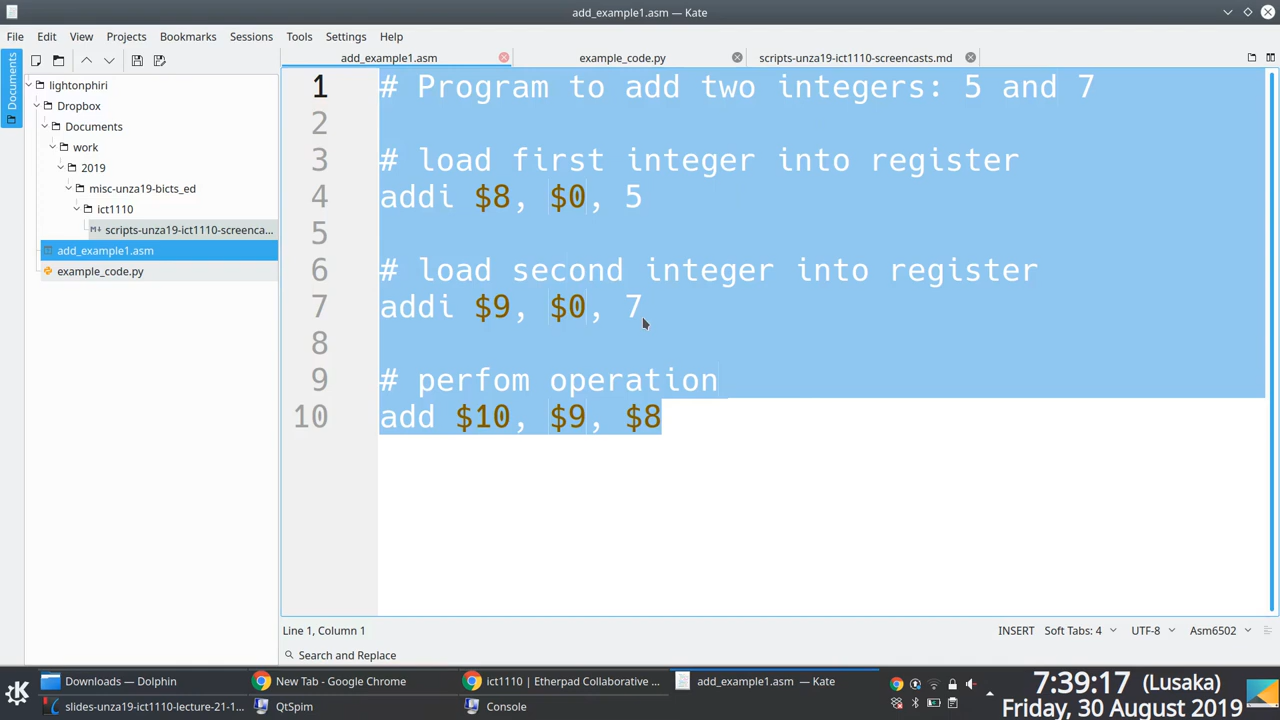 add_example1.asm — Kate
File Edit View Projects Bookmarks Sessions Tools Settings Help
Documents
add_example1.asm example_code.py scripts-unza19-ict1110-screencasts.md
lightonphiri
Dropbox
Documents
work
2019
misc-unza19-bicts_ed
ict1110
scripts-unza19-ict1110-screenca...
add_example1.asm
example_code.py
1 # Program to add two integers: 5 and 7
2
3 # load first integer into register
4 addi $8, $0, 5
5
6 # load second integer into register
7 addi $9, $0, 7
8
9 # perfom operation
10 add $10, $9, $8
Line 1, Column 1 INSERT Soft Tabs: 4 UTF-8 Asm6502
Search and Replace
Downloads — Dolphin New Tab - Google Chrome ict1110 | Etherpad Collaborative ... add_example1.asm — Kate
slides-unza19-ict1110-lecture-21-1... QtSpim Console
7:39:17 (Lusaka)
Friday, 30 August 2019